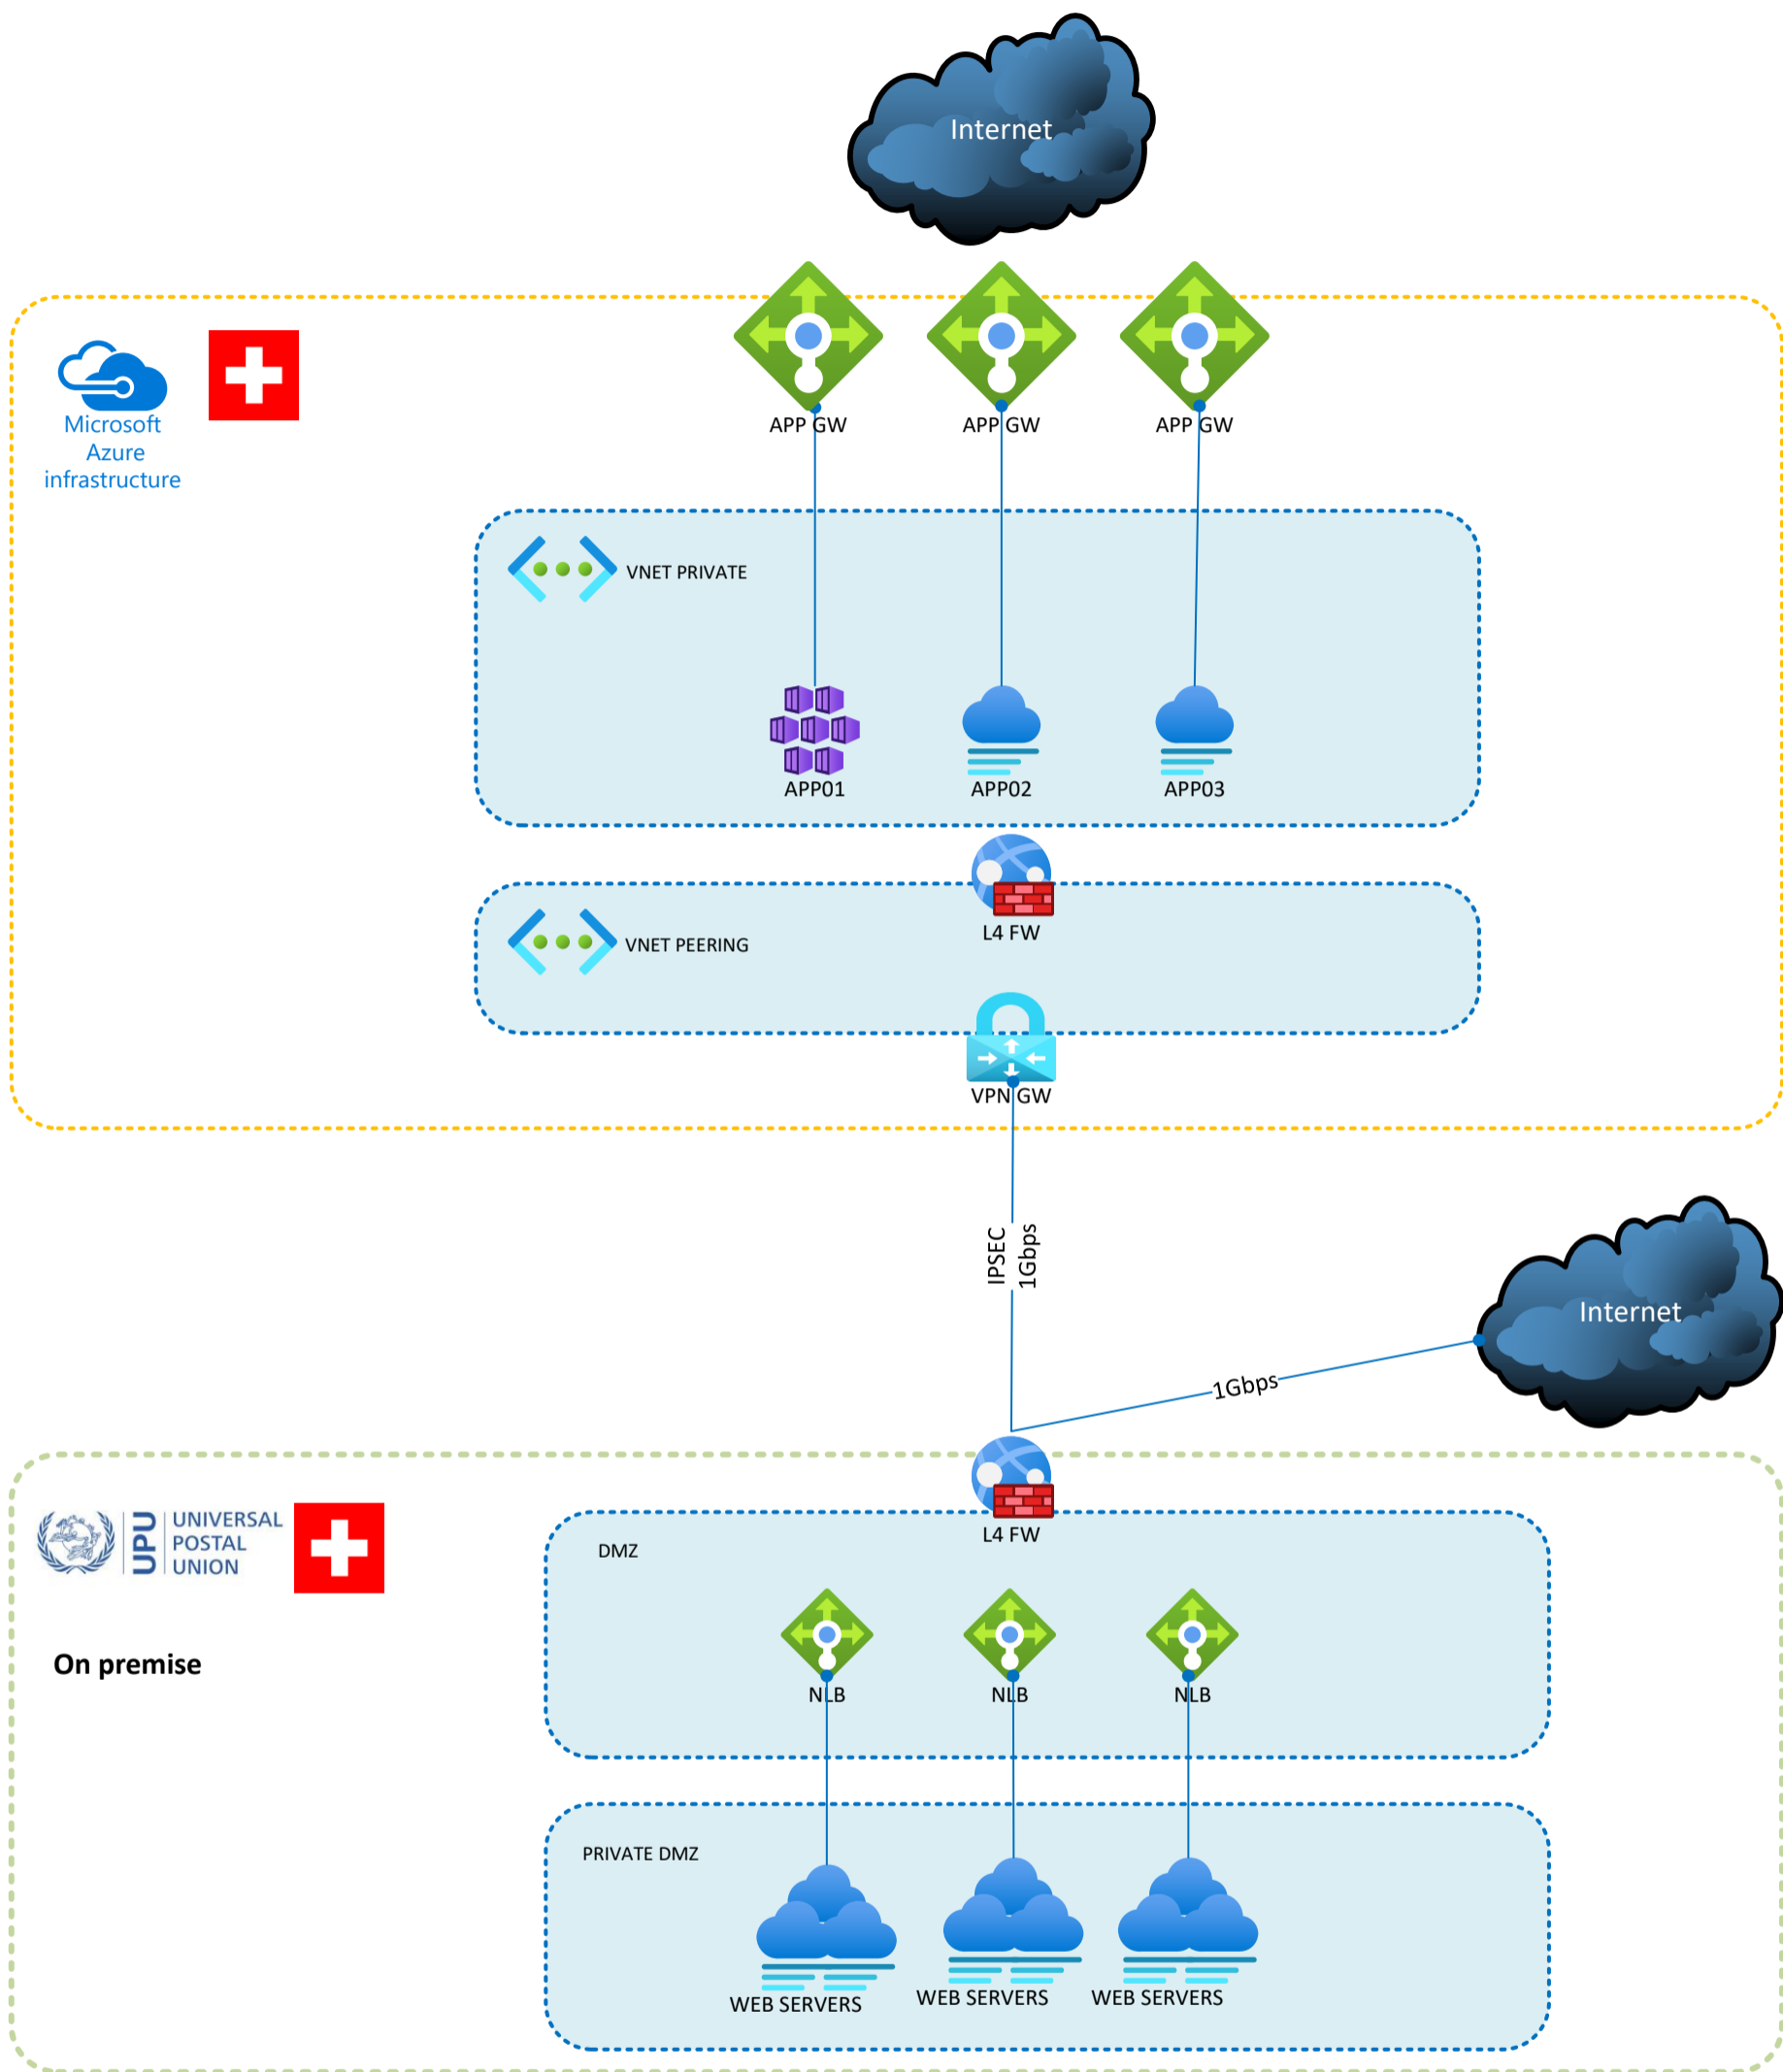 Internet
Microsoft
Azure
infrastructure
APP GW
APP GW
APP GW
VNET PRIVATE
APP01
APP02
APP03
L4 FW
VNET PEERING
VPN GW
IPSEC
1Gbps
Internet
1Gbps
UPU
UNIVERSAL
POSTAL
UNION
L4 FW
DMZ
On premise
NLB
NLB
NLB
PRIVATE DMZ
WEB SERVERS
WEB SERVERS
WEB SERVERS